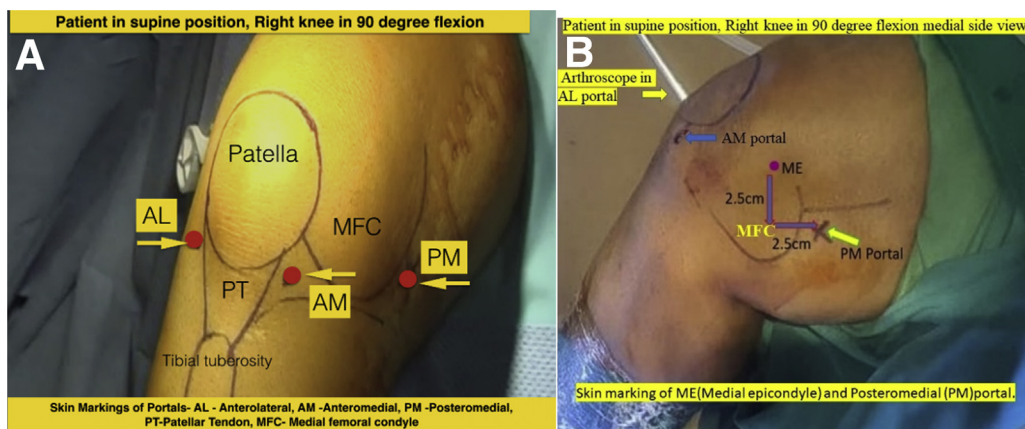 Patient in supine position, Right knee in 90 degree flexion
A
Patella
AL
MFC
PM
PT
AM
Tibial tuberosity
Skin Markings of Portals- AL - Anterolateral, AM -Anteromedial, PM -Posteromedial,
PT-Patellar Tendon, MFC- Medial femoral condyle
Patient in supine position, Right knee in 90 degree flexion medial side view
B
Arthroscope in
AL portal
AM portal
ME
2.5cm
MFC
2.5cm
PM Portal
Skin marking of ME(Medial epicondyle) and Posteromedial (PM)portal.